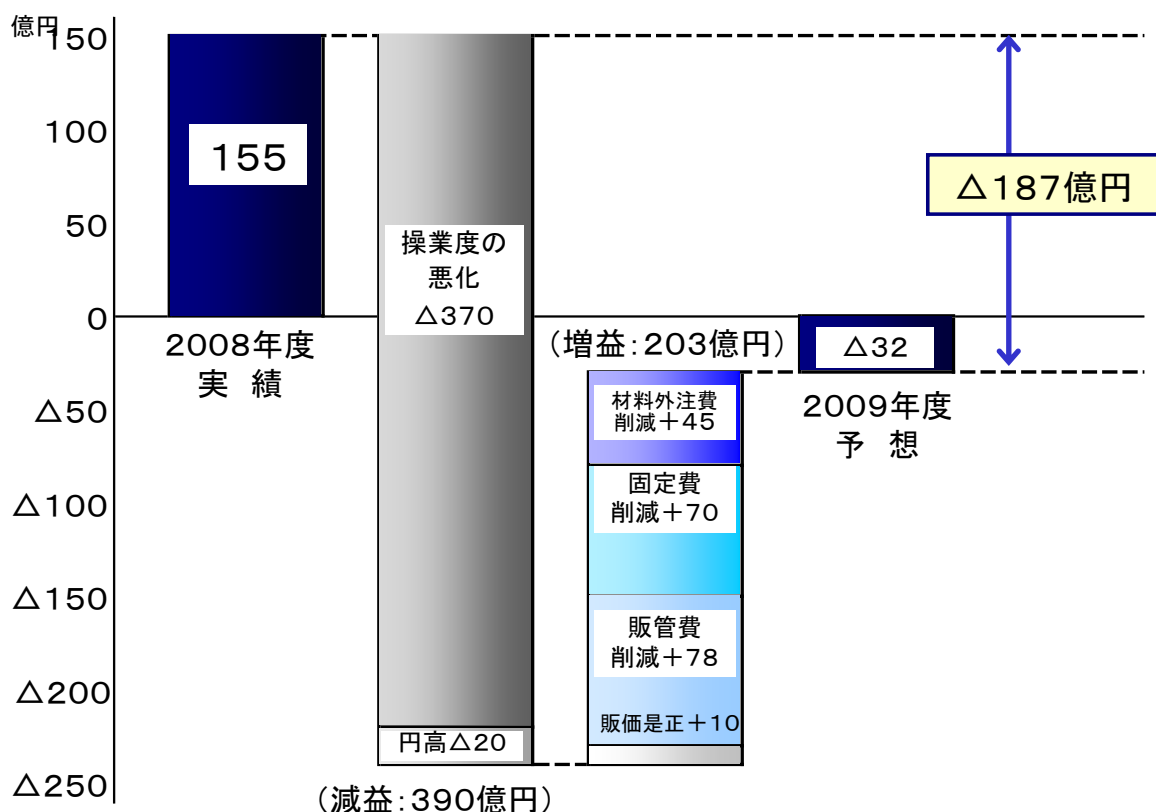 億円
150
100
50
0
△50
△100
△150
△200
△250
155
2008年度
実 績
操業度の
悪化
△370
円高△20
(減益:390億円)
(増益:203億円)
材料外注費
削減+45
固定費
削減+70
販管費
削減+78
販価是正+10
△32
2009年度
予 想
△187億円